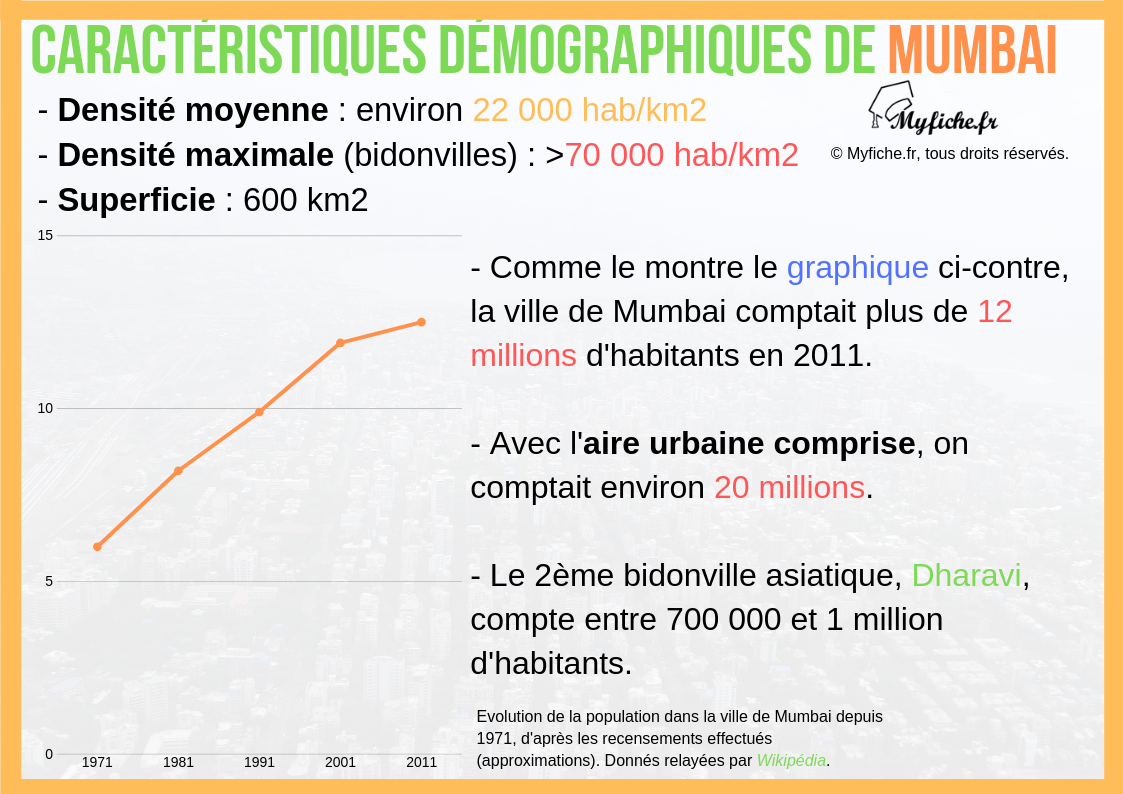 CARACTÉRISTIQUES DÉMOGRAPHIQUES DE MUMBAI
- Densité moyenne : environ 22 000 hab/km2
- Densité maximale (bidonvilles) : >70 000 hab/km2
- Superficie : 600 km2
Myfiche.fr
© Myfiche.fr, tous droits réservés.
15
10
5
0
1971 1981 1991 2001 2011
- Comme le montre le graphique ci-contre,
la ville de Mumbai comptait plus de 12
millions d'habitants en 2011.
- Avec l'aire urbaine comprise, on
comptait environ 20 millions.
- Le 2ème bidonville asiatique, Dharavi,
compte entre 700 000 et 1 million
d'habitants.
Evolution de la population dans la ville de Mumbai depuis
1971, d'après les recensements effectués
(approximations). Donnés relayées par Wikipédia.